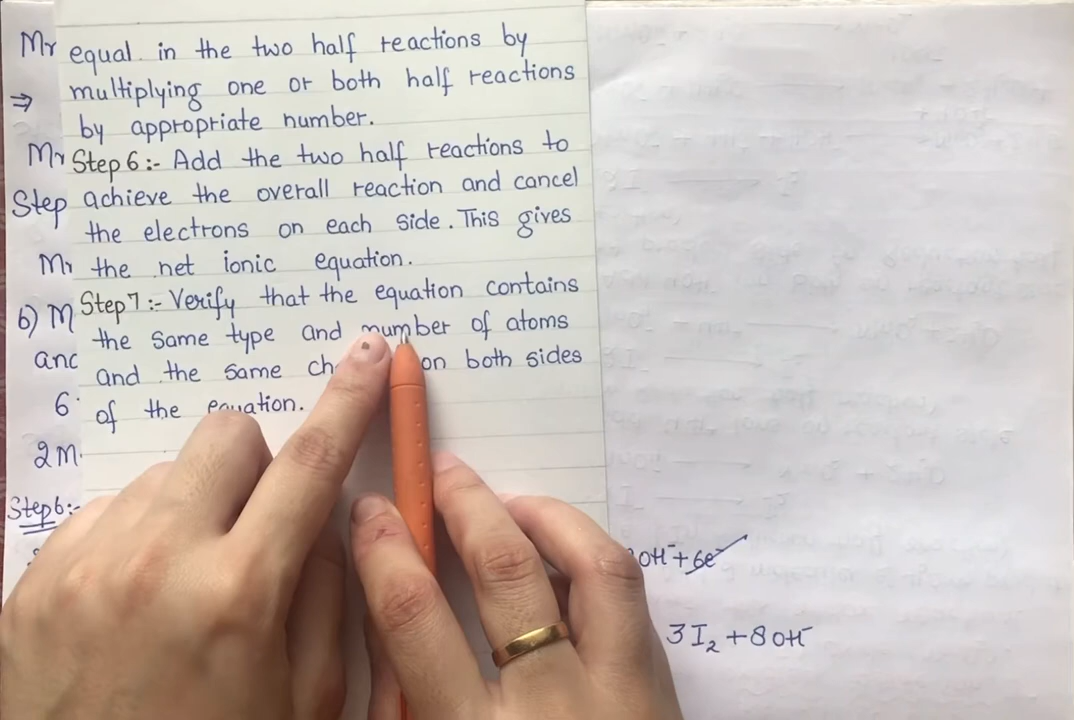 Mr equal in the two half reactions by
⇒ multiplying one or both half reactions
by appropriate number.
Mr Step 6:- Add the two half reactions to
Step achieve the overall reaction and cancel
the electrons on each side. This gives
Mr the net ionic equation.
6) M Step 7:- Verify that the equation contains
the same type and number of atoms
and and the same on both sides
6 of the equation.
2M
Step 6:-
OH⁻ + 6e⁻
3I₂ + 8OH⁻